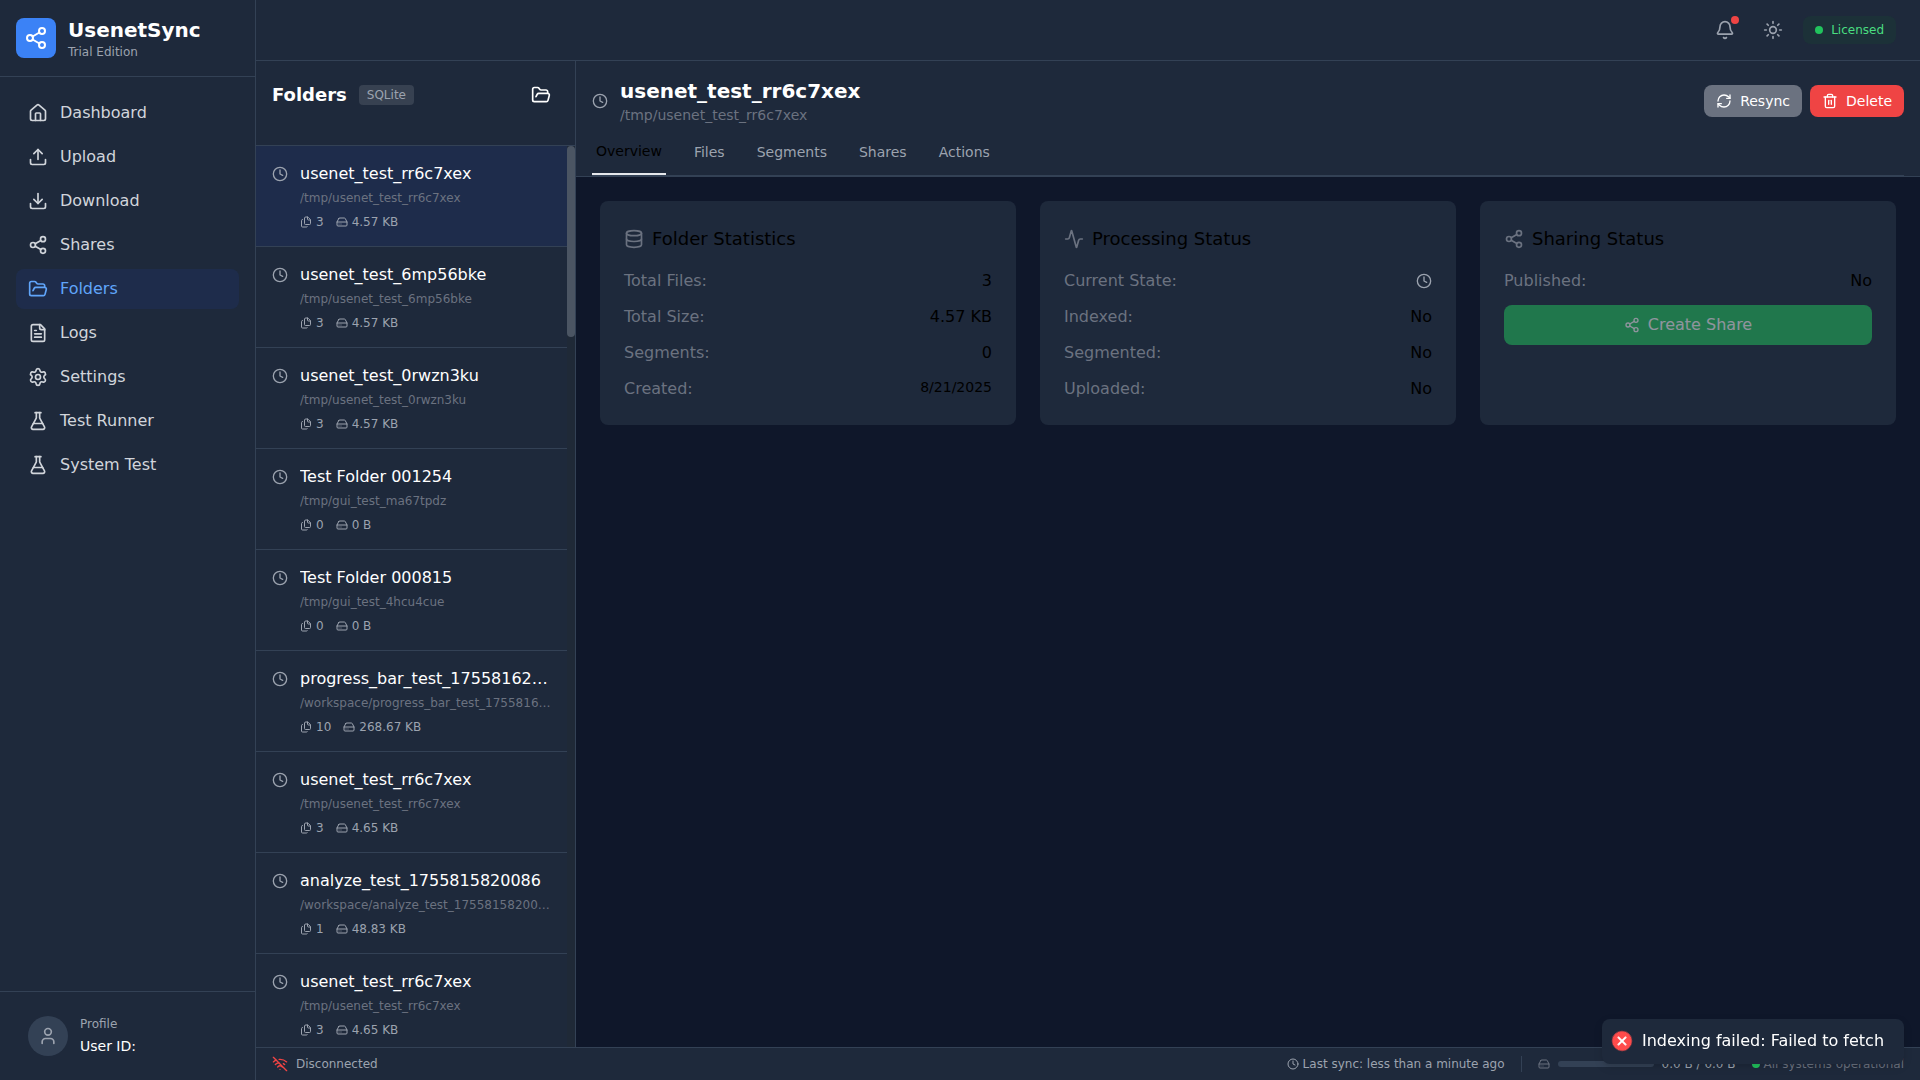 UsenetSync
Trial Edition
Dashboard
Upload
Download
Shares
Folders
Logs
Settings
Test Runner
System Test
Profile
User ID:
Licensed
Folders
SQLite
usenet_test_rr6c7xex
/tmp/usenet_test_rr6c7xex
3 4.57 KB
usenet_test_6mp56bke
/tmp/usenet_test_6mp56bke
3 4.57 KB
usenet_test_0rwzn3ku
/tmp/usenet_test_0rwzn3ku
3 4.57 KB
Test Folder 001254
/tmp/gui_test_ma67tpdz
0 0 B
Test Folder 000815
/tmp/gui_test_4hcu4cue
0 0 B
progress_bar_test_17558162...
/workspace/progress_bar_test_1755816...
10 268.67 KB
usenet_test_rr6c7xex
/tmp/usenet_test_rr6c7xex
3 4.65 KB
analyze_test_1755815820086
/workspace/analyze_test_17558158200...
1 48.83 KB
usenet_test_rr6c7xex
/tmp/usenet_test_rr6c7xex
3 4.65 KB
usenet_test_rr6c7xex
/tmp/usenet_test_rr6c7xex
Resync Delete
Overview Files Segments Shares Actions
Folder Statistics
Total Files: 3
Total Size: 4.57 KB
Segments: 0
Created: 8/21/2025
Processing Status
Current State:
Indexed: No
Segmented: No
Uploaded: No
Sharing Status
Published: No
Create Share
Indexing failed: Failed to fetch
Disconnected
Last sync: less than a minute ago
0.0 B / 0.0 B
All systems operational